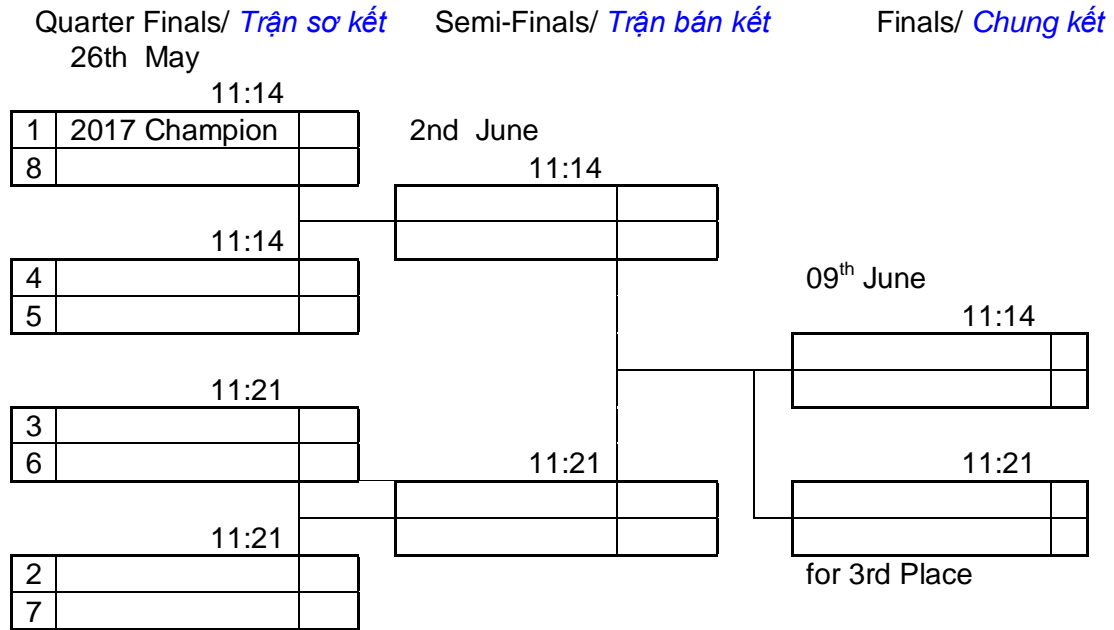 Quarter Finals/ Trận sơ kết Semi-Finals/ Trận bán kết Finals/ Chung kết
26th May
11:14
1 2017 Champion 2nd June
8 11:14
11:14
4 09th June
5 11:14
11:21
3
6 11:21 11:21
11:21
2 for 3rd Place
7